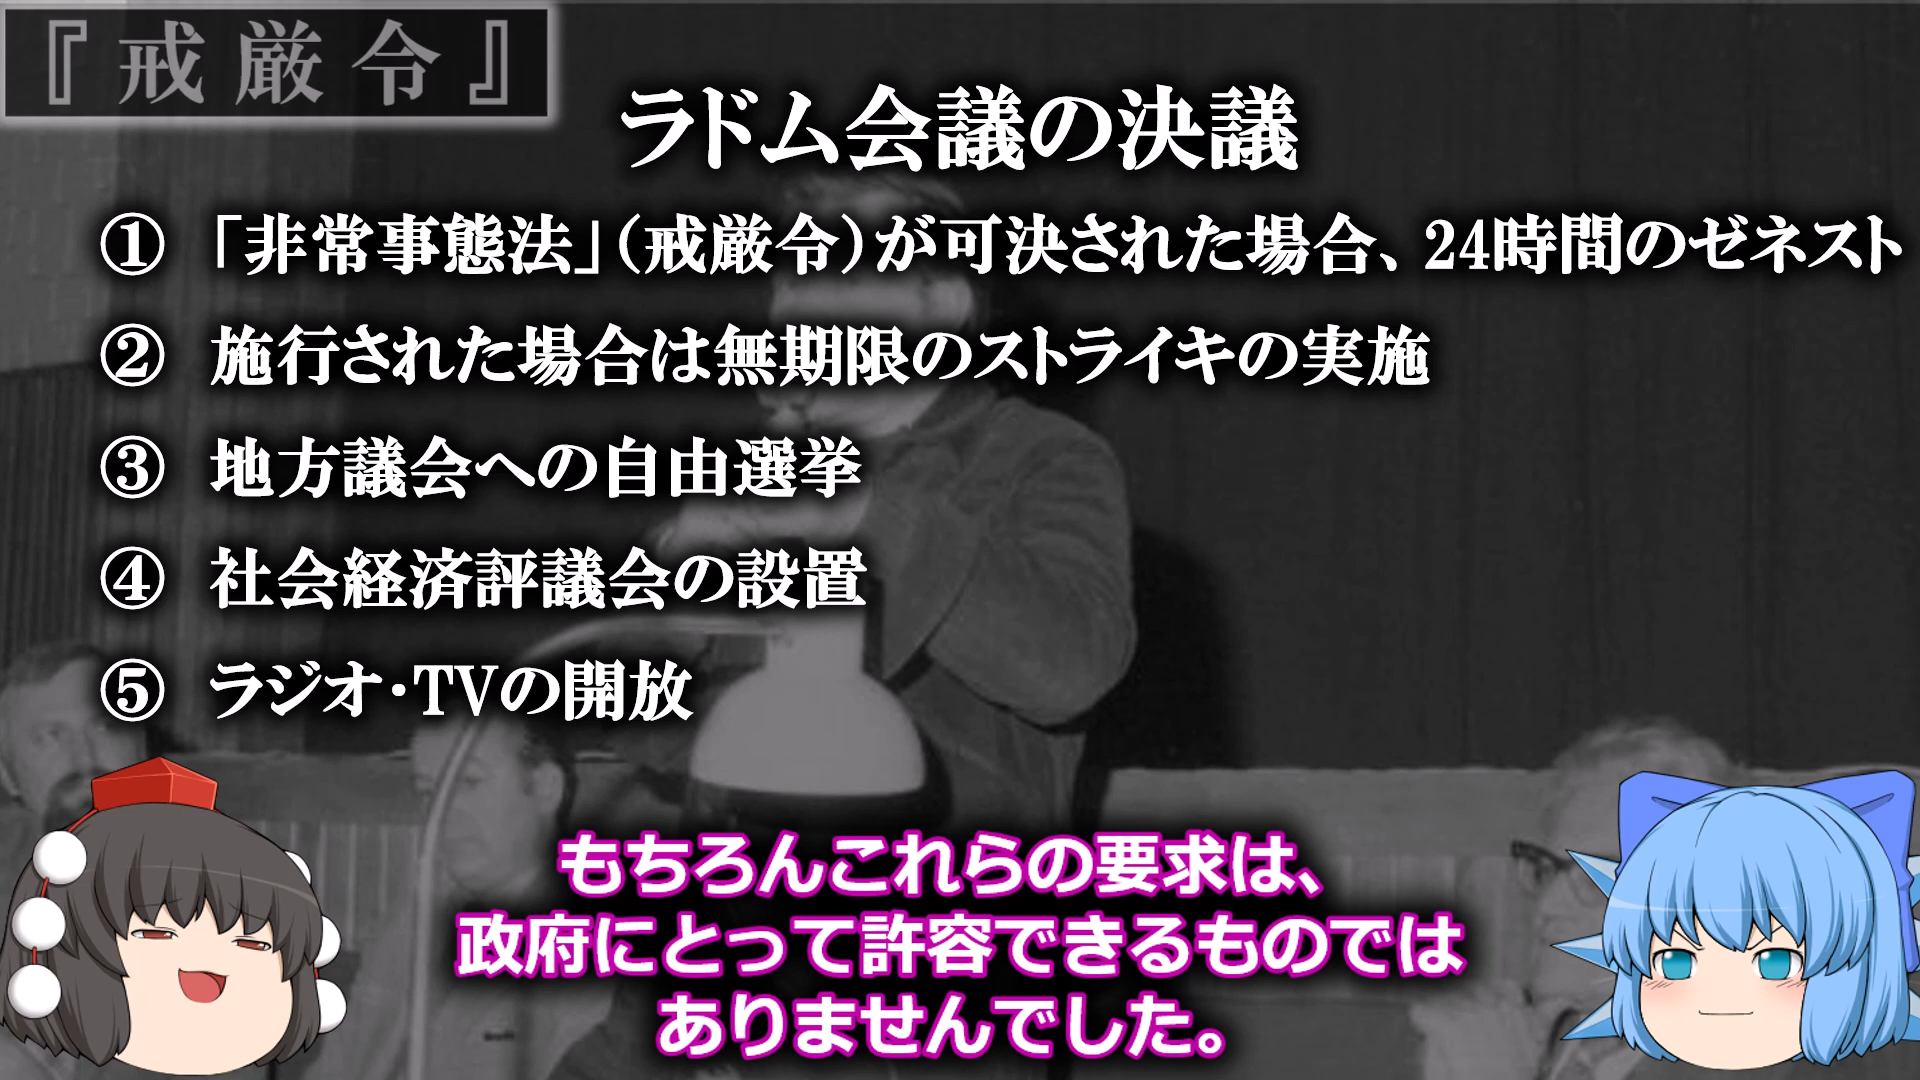 『戒厳令』
ラドム会議の決議
① 「非常事態法」（戒厳令）が可決された場合、24時間のゼネスト
② 施行された場合は無期限のストライキの実施
③ 地方議会への自由選挙
④ 社会経済評議会の設置
⑤ ラジオ・TVの開放
もちろんこれらの要求は、
政府にとって許容できるものでは
ありませんでした。